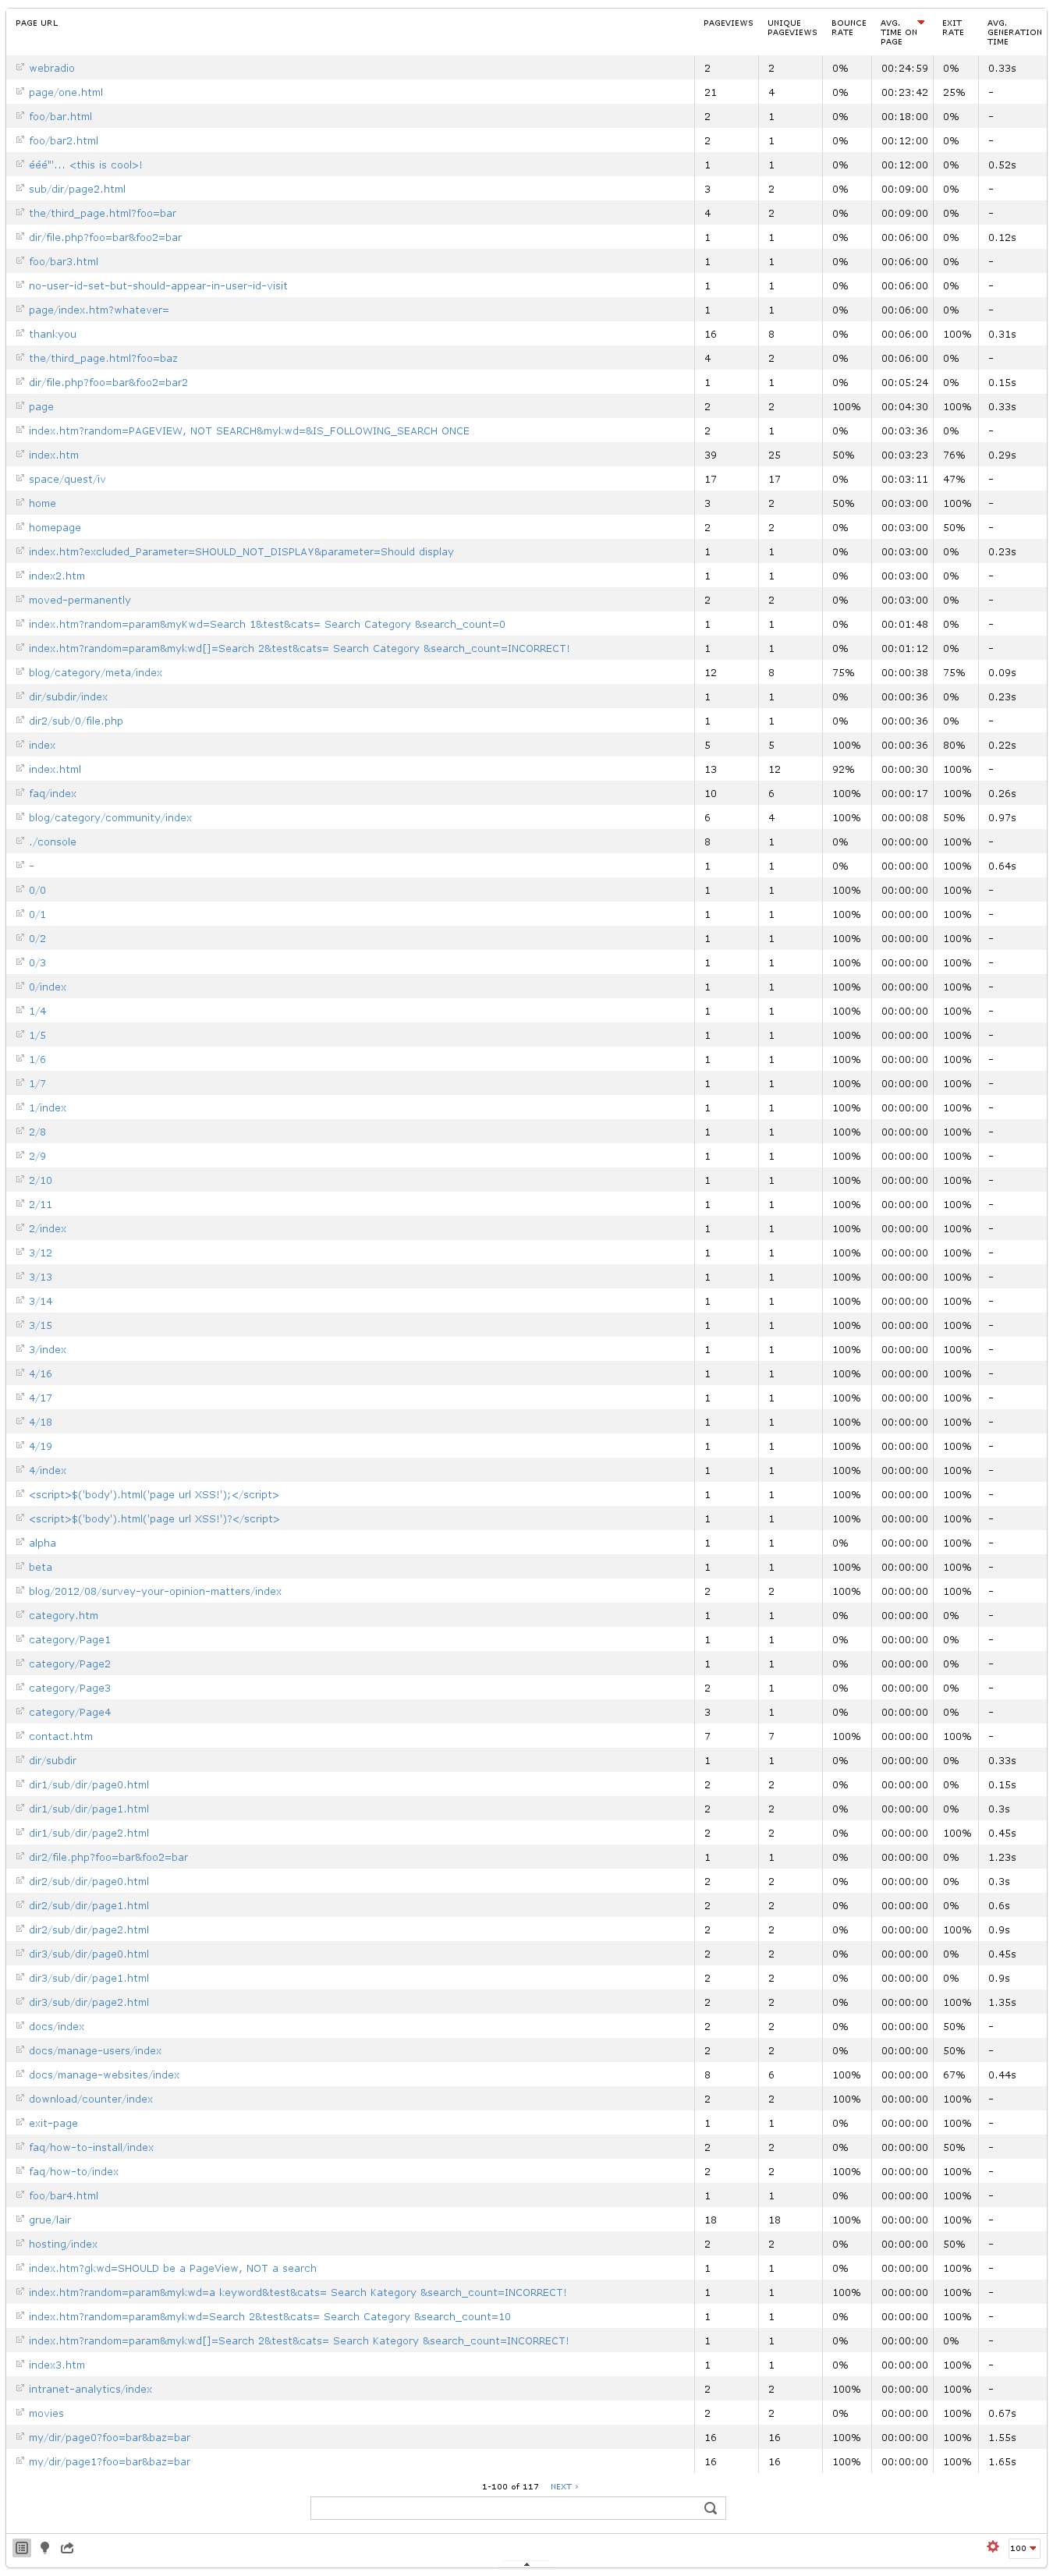 PAGE URL PAGEVIEWS UNIQUE PAGEVIEWS BOUNCE RATE AVG. TIME ON PAGE EXIT RATE AVG. GENERATION TIME
webradio 2 2 0% 00:24:59 0% 0.33s
page/one.html 21 4 0% 00:23:42 25% -
foo/bar.html 2 1 0% 00:18:00 0% -
foo/bar2.html 2 1 0% 00:12:00 0% -
ééé"'... <this is cool>! 1 1 0% 00:12:00 0% 0.52s
sub/dir/page2.html 3 2 0% 00:09:00 0% -
the/third_page.html?foo=bar 4 2 0% 00:09:00 0% -
dir/file.php?foo=bar&foo2=bar 1 1 0% 00:06:00 0% 0.12s
foo/bar3.html 1 1 0% 00:06:00 0% -
no-user-id-set-but-should-appear-in-user-id-visit 1 1 0% 00:06:00 0% -
page/index.htm?whatever= 1 1 0% 00:06:00 0% -
thankyou 16 8 0% 00:06:00 100% 0.31s
the/third_page.html?foo=baz 4 2 0% 00:06:00 0% -
dir/file.php?foo=bar&foo2=bar2 1 1 0% 00:05:24 0% 0.15s
page 2 2 100% 00:04:30 100% 0.33s
index.htm?random=PAGEVIEW, NOT SEARCH&mykwd=&IS_FOLLOWING_SEARCH ONCE 2 1 0% 00:03:36 0% -
index.htm 39 25 50% 00:03:23 76% 0.29s
space/quest/iv 17 17 0% 00:03:11 47% -
home 3 2 50% 00:03:00 100% -
homepage 2 2 0% 00:03:00 50% -
index.htm?excluded_Parameter=SHOULD_NOT_DISPLAY&parameter=Should display 1 1 0% 00:03:00 0% 0.23s
index2.htm 1 1 0% 00:03:00 0% -
moved-permanently 2 2 0% 00:03:00 0% -
index.htm?random=param&myKwd=Search 1&test&cats= Search Category &search_count=0 1 1 0% 00:01:48 0% -
index.htm?random=param&mykwd[]=Search 2&test&cats= Search Category &search_count=INCORRECT! 1 1 0% 00:01:12 0% -
blog/category/meta/index 12 8 75% 00:00:38 75% 0.09s
dir/subdir/index 1 1 0% 00:00:36 0% 0.23s
dir2/sub/0/file.php 1 1 0% 00:00:36 0% -
index 5 5 100% 00:00:36 80% 0.22s
index.html 13 12 92% 00:00:30 100% -
faq/index 10 6 100% 00:00:17 100% 0.26s
blog/category/community/index 6 4 100% 00:00:08 50% 0.97s
./console 8 1 0% 00:00:00 100% -
- 1 1 0% 00:00:00 100% 0.64s
0/0 1 1 100% 00:00:00 100% -
0/1 1 1 100% 00:00:00 100% -
0/2 1 1 100% 00:00:00 100% -
0/3 1 1 100% 00:00:00 100% -
0/index 1 1 100% 00:00:00 100% -
1/4 1 1 100% 00:00:00 100% -
1/5 1 1 100% 00:00:00 100% -
1/6 1 1 100% 00:00:00 100% -
1/7 1 1 100% 00:00:00 100% -
1/index 1 1 100% 00:00:00 100% -
2/8 1 1 100% 00:00:00 100% -
2/9 1 1 100% 00:00:00 100% -
2/10 1 1 100% 00:00:00 100% -
2/11 1 1 100% 00:00:00 100% -
2/index 1 1 100% 00:00:00 100% -
3/12 1 1 100% 00:00:00 100% -
3/13 1 1 100% 00:00:00 100% -
3/14 1 1 100% 00:00:00 100% -
3/15 1 1 100% 00:00:00 100% -
3/index 1 1 100% 00:00:00 100% -
4/16 1 1 100% 00:00:00 100% -
4/17 1 1 100% 00:00:00 100% -
4/18 1 1 100% 00:00:00 100% -
4/19 1 1 100% 00:00:00 100% -
4/index 1 1 100% 00:00:00 100% -
<script>$('body').html('page url XSS!');</script> 1 1 100% 00:00:00 100% -
<script>$('body').html('page url XSS!')?</script> 1 1 100% 00:00:00 100% -
alpha 1 1 0% 00:00:00 100% -
beta 1 1 100% 00:00:00 100% -
blog/2012/08/survey-your-opinion-matters/index 2 2 100% 00:00:00 100% -
category.htm 1 1 0% 00:00:00 0% -
category/Page1 1 1 0% 00:00:00 0% -
category/Page2 1 1 0% 00:00:00 0% -
category/Page3 2 1 0% 00:00:00 0% -
category/Page4 3 1 0% 00:00:00 0% -
contact.htm 7 7 100% 00:00:00 100% -
dir/subdir 1 1 0% 00:00:00 0% 0.33s
dir1/sub/dir/page0.html 2 2 0% 00:00:00 0% 0.15s
dir1/sub/dir/page1.html 2 2 0% 00:00:00 0% 0.3s
dir1/sub/dir/page2.html 2 2 0% 00:00:00 100% 0.45s
dir2/file.php?foo=bar&foo2=bar 1 1 0% 00:00:00 0% 1.23s
dir2/sub/dir/page0.html 2 2 0% 00:00:00 0% 0.3s
dir2/sub/dir/page1.html 2 2 0% 00:00:00 0% 0.6s
dir2/sub/dir/page2.html 2 2 0% 00:00:00 100% 0.9s
dir3/sub/dir/page0.html 2 2 0% 00:00:00 0% 0.45s
dir3/sub/dir/page1.html 2 2 0% 00:00:00 0% 0.9s
dir3/sub/dir/page2.html 2 2 0% 00:00:00 100% 1.35s
docs/index 2 2 0% 00:00:00 50% -
docs/manage-users/index 2 2 0% 00:00:00 50% -
docs/manage-websites/index 8 6 100% 00:00:00 67% 0.44s
download/counter/index 2 2 100% 00:00:00 100% -
exit-page 1 1 0% 00:00:00 100% -
faq/how-to-install/index 2 2 0% 00:00:00 50% -
faq/how-to/index 2 2 100% 00:00:00 100% -
foo/bar4.html 1 1 0% 00:00:00 100% -
grue/lair 18 18 100% 00:00:00 100% -
hosting/index 2 2 0% 00:00:00 50% -
index.htm?gkwd=SHOULD be a PageView, NOT a search 1 1 0% 00:00:00 100% -
index.htm?random=param&mykwd=a keyword&test&cats= Search Kategory &search_count=INCORRECT! 1 1 100% 00:00:00 100% -
index.htm?random=param&mykwd=Search 2&test&cats= Search Category &search_count=10 1 1 0% 00:00:00 100% -
index.htm?random=param&mykwd[]=Search 2&test&cats= Search Kategory &search_count=INCORRECT! 1 1 0% 00:00:00 0% -
index3.htm 1 1 0% 00:00:00 100% -
intranet-analytics/index 2 2 100% 00:00:00 100% -
movies 2 2 0% 00:00:00 100% 0.67s
my/dir/page0?foo=bar&baz=bar 16 16 100% 00:00:00 100% 1.55s
my/dir/page1?foo=bar&baz=bar 16 16 100% 00:00:00 100% 1.65s
1-100 of 117 NEXT ›
100